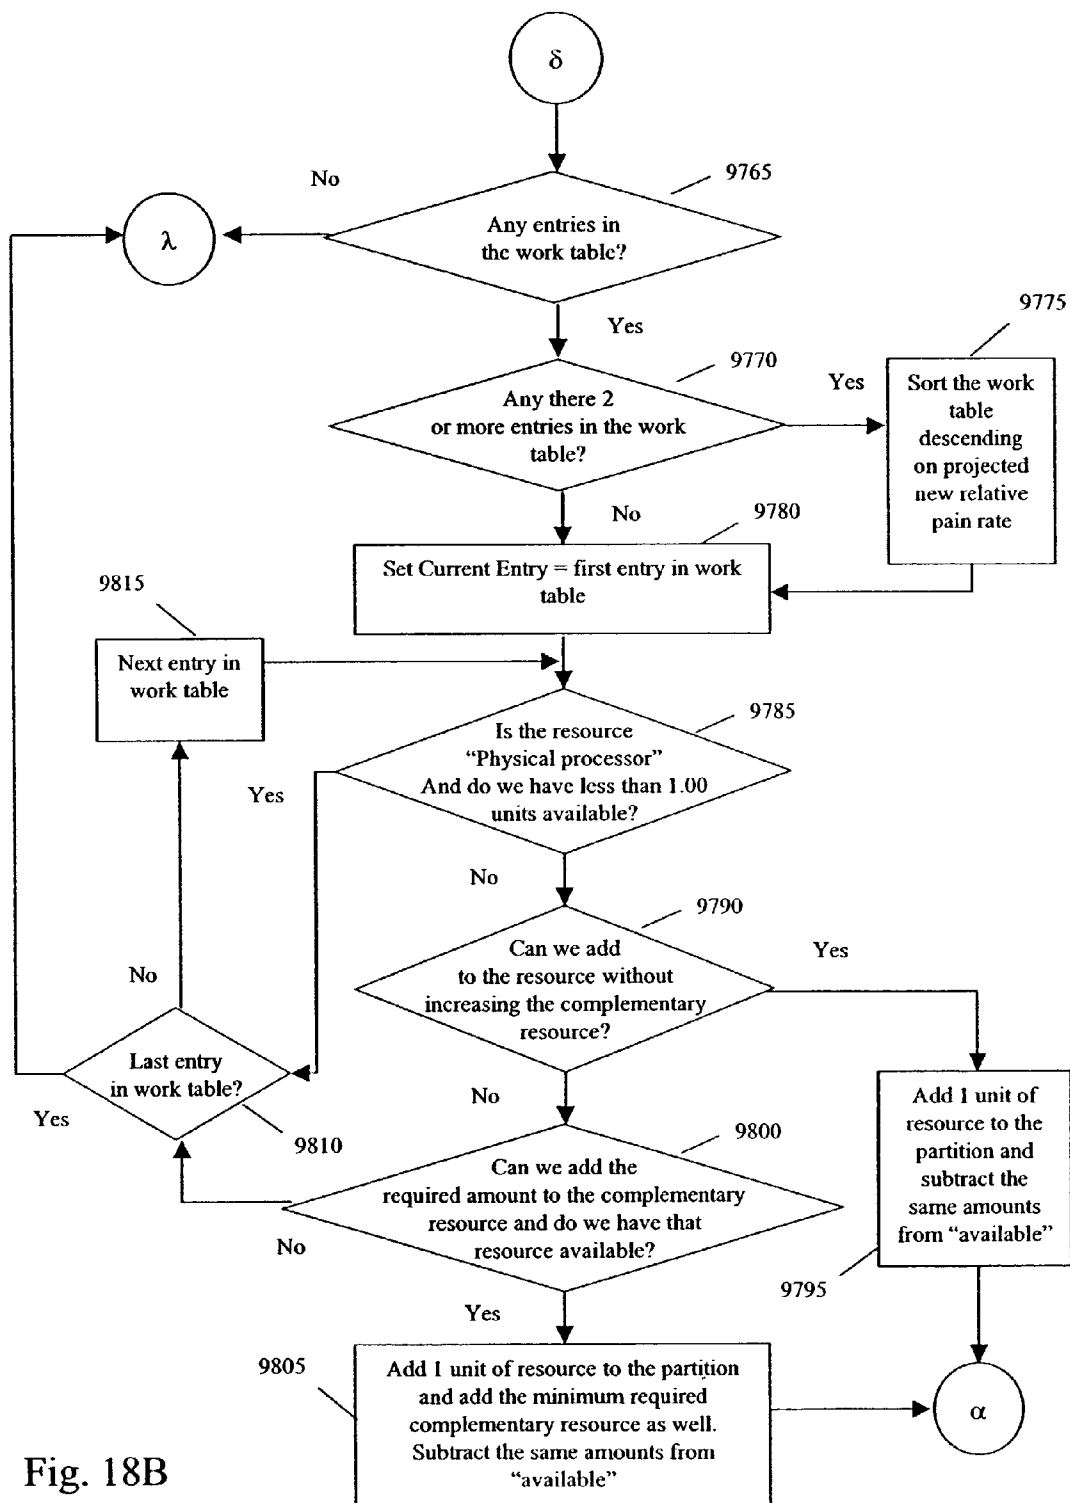 δ
9765
No
Any entries in
the work table?
λ
Yes
9775
9770
Yes
Any there 2
or more entries in the work
table?
Sort the work
table
descending
on projected
new relative
pain rate
No
9780
Set Current Entry = first entry in work
table
9815
Next entry in
work table
9785
Is the resource
“Physical processor”
And do we have less than 1.00
units available?
Yes
No
9790
Can we add
to the resource without
increasing the complementary
resource?
Yes
No
Last entry
in work table?
Yes
9810
No
9800
Can we add the
required amount to the complementary
resource and do we have that
resource available?
No
Add 1 unit of
resource to the
partition and
subtract the
same amounts
from “available”
9795
Yes
9805
Add 1 unit of resource to the partition
and add the minimum required
complementary resource as well.
Subtract the same amounts from
“available”
α
Fig. 18B